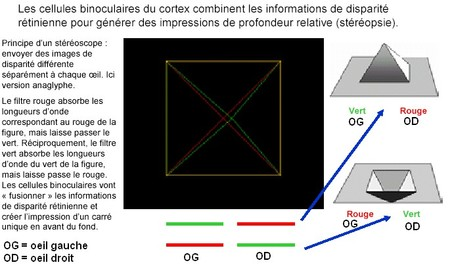 Les cellules binoculaires du cortex combinent les informations de disparité
rétinienne pour générer des impressions de profondeur relative (stéréopsie).
Principe d'un stéréoscope :
envoyer des images de
disparité différente
séparément à chaque œil. Ici
version anaglyphe.
Le filtre rouge absorbe les
longueurs d'onde
correspondant au rouge de la
figure, mais laisse passer le
vert. Réciproquement, le filtre
vert absorbe les longueurs
d'onde du vert de la figure,
mais laisse passe le rouge.
Les cellules binoculaires vont
« fusionner » les informations
de disparité rétinienne et
créer l'impression d'un carré
unique en avant du fond.
OG = oeil gauche
OD = oeil droit
OG OD
Vert Rouge
OG OD
Rouge Vert
OG OD